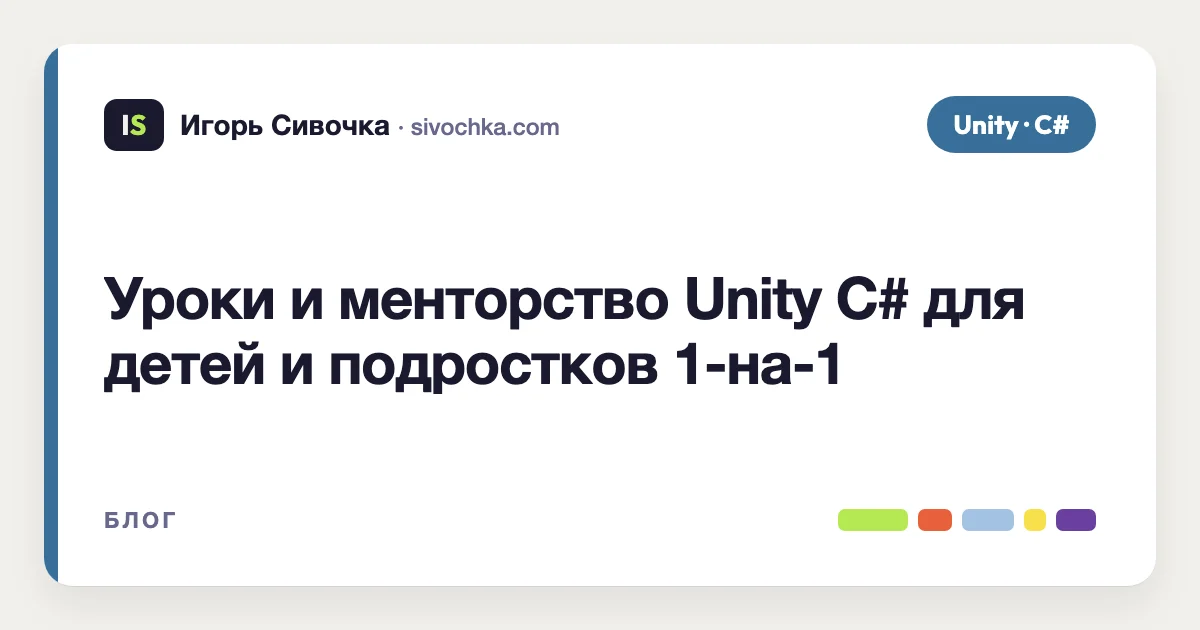 IS Игорь Сивочка · sivochka.com
Unity · C#
Уроки и менторство Unity C# для
детей и подростков 1-на-1
БЛОГ